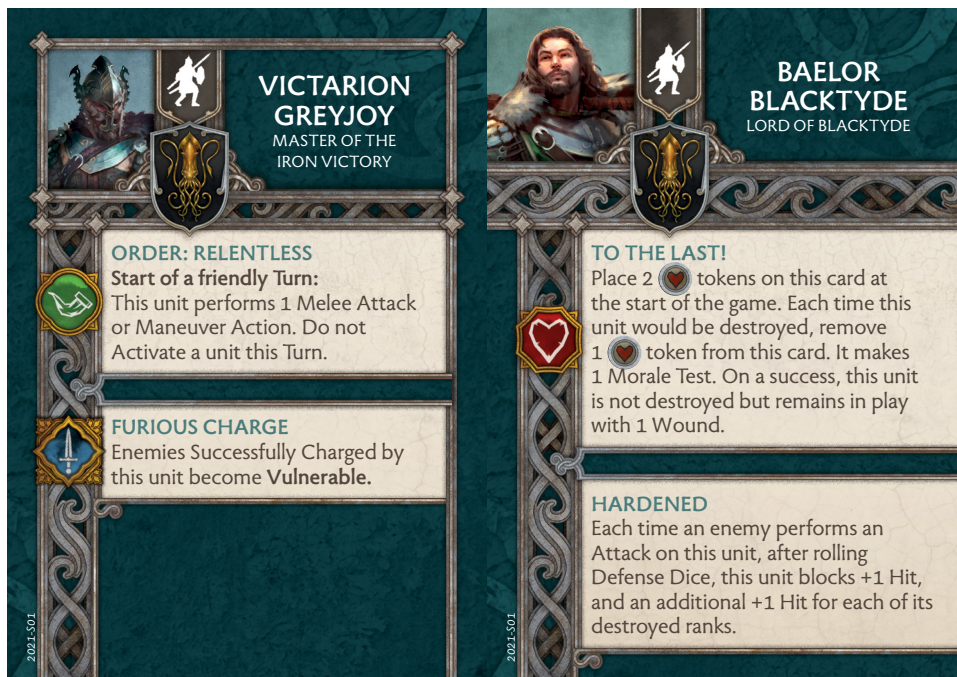 VICTARION
GREYJOY
MASTER OF THE
IRON VICTORY
ORDER: RELENTLESS
Start of a friendly Turn:
This unit performs 1 Melee Attack
or Maneuver Action. Do not
Activate a unit this Turn.
FURIOUS CHARGE
Enemies Successfully Charged by
this unit become Vulnerable.
2021-S01
BAELOR
BLACKTYDE
LORD OF BLACKTYDE
TO THE LAST!
Place 2 tokens on this card at
the start of the game. Each time this
unit would be destroyed, remove
1 token from this card. It makes
1 Morale Test. On a success, this unit
is not destroyed but remains in play
with 1 Wound.
HARDENED
Each time an enemy performs an
Attack on this unit, after rolling
Defense Dice, this unit blocks +1 Hit,
and an additional +1 Hit for each of its
destroyed ranks.
2021-S01